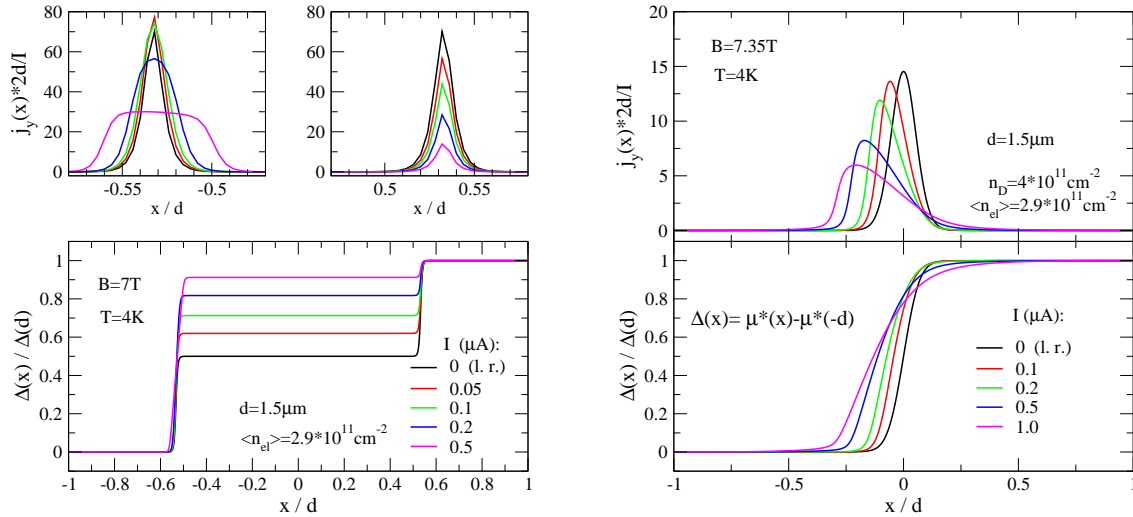 j_y(x)*2d/I
80
60
40
20
0
-0.55
-0.5
x / d
80
60
40
20
0
0.5
0.55
x / d
Δ(x) / Δ(d)
1
0.8
0.6
0.4
0.2
0
B=7T
T=4K
I (μA):
0 (l. r.)
0.05
0.1
0.2
0.5
d=1.5μm
<n_el>=2.9*10^11cm^-2
-1 -0.8 -0.6 -0.4 -0.2 0 0.2 0.4 0.6 0.8 1
x / d
j_y(x)*2d/I
20
15
10
5
0
B=7.35T
T=4K
d=1.5μm
n_D=4*10^11cm^-2
<n_el>=2.9*10^11cm^-2
Δ(x) / Δ(d)
1
0.8
0.6
0.4
0.2
0
Δ(x)= μ*(x)-μ*(-d)
I (μA):
0 (l. r.)
0.1
0.2
0.5
1.0
-1 -0.5 0 0.5 1
x / d